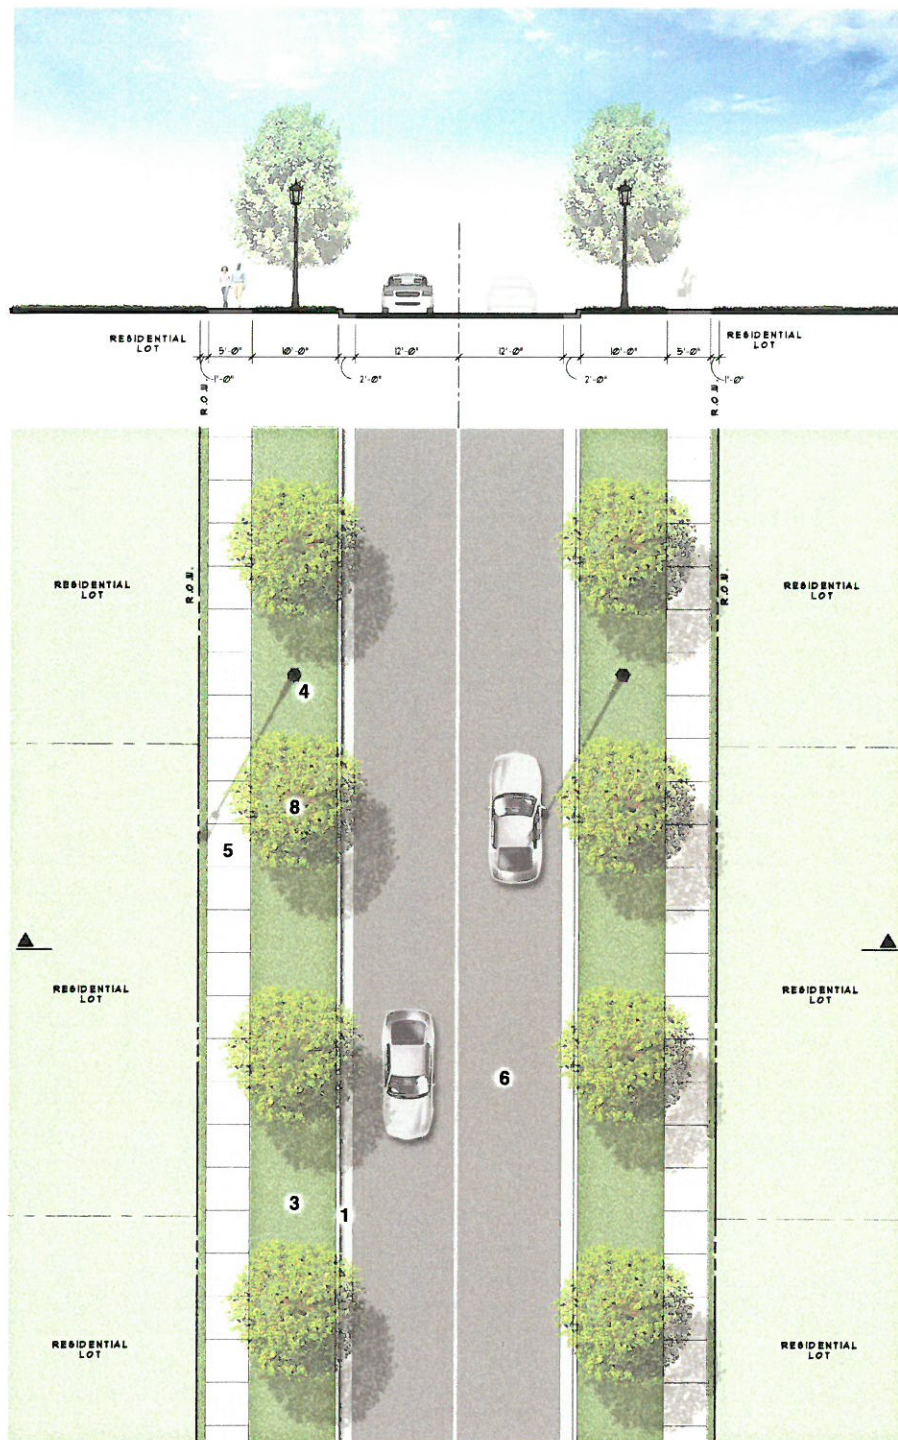 RESIDENTIAL
LOT
5'-0"
10'-0"
12'-0"
12'-0"
10'-0"
5'-0"
RESIDENTIAL
LOT
1'-0"
2'-0"
2'-0"
1'-0"
R.O.W.
R.O.W.
RESIDENTIAL
LOT
R.O.W.
R.O.W.
RESIDENTIAL
LOT
4
8
5
RESIDENTIAL
LOT
RESIDENTIAL
LOT
6
3
1
RESIDENTIAL
LOT
RESIDENTIAL
LOT